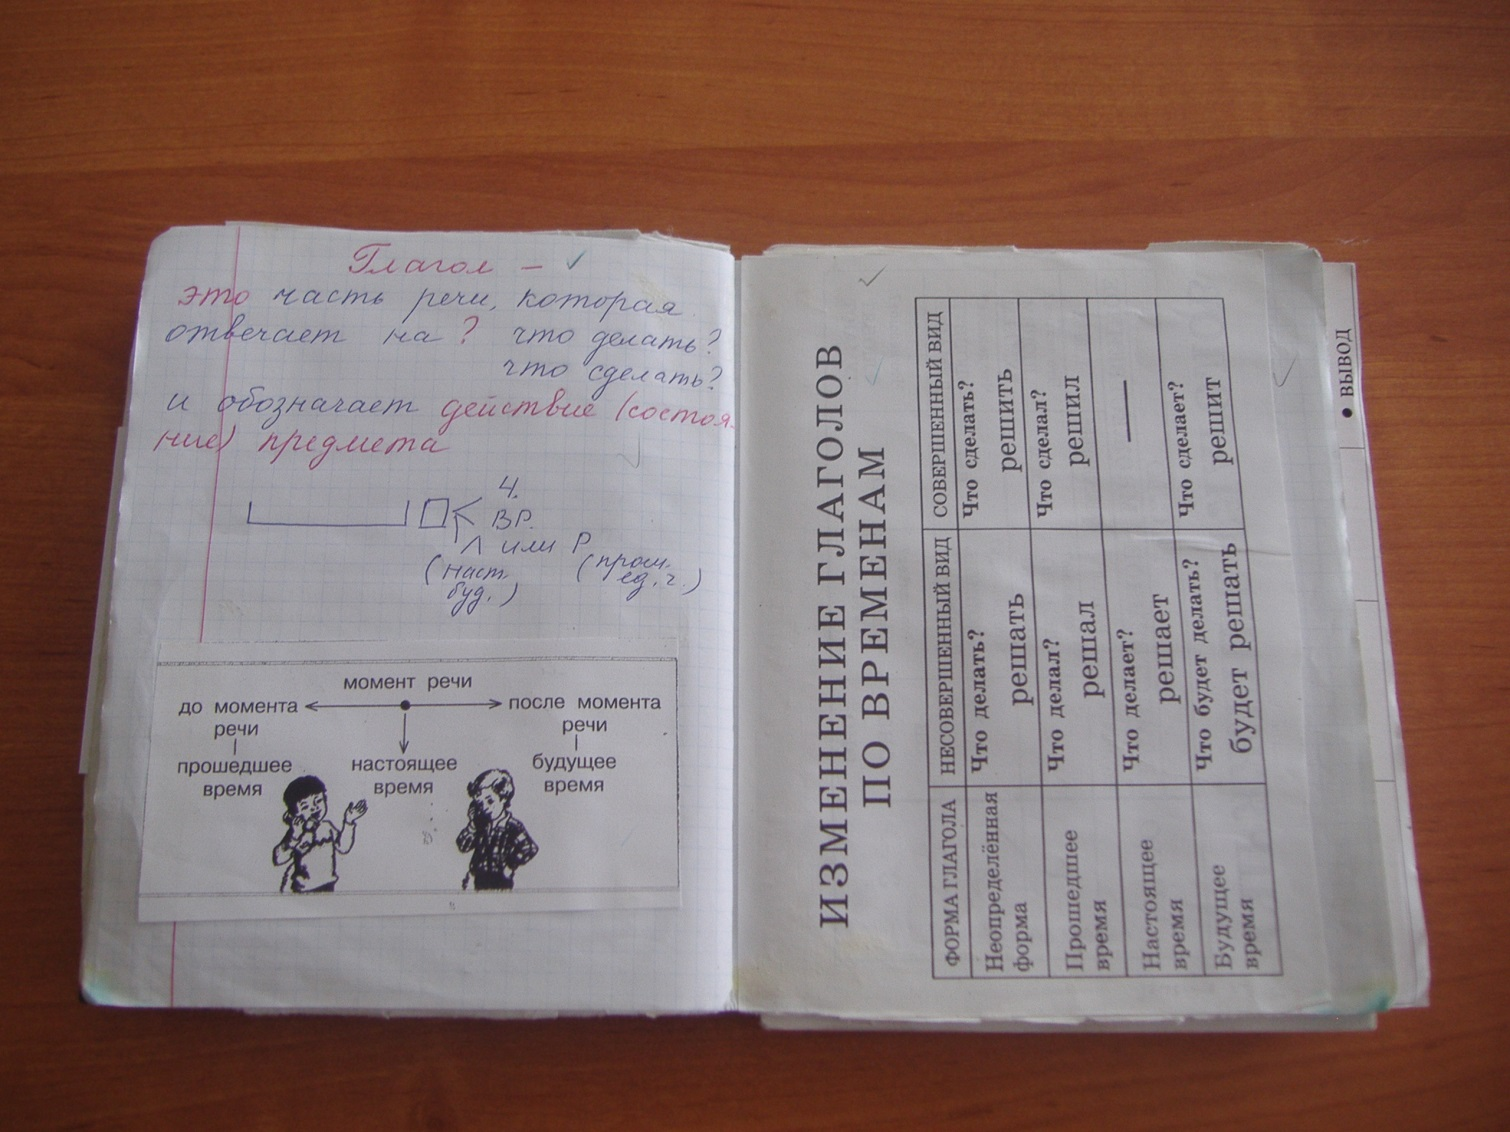 Глагол –
это часть речи, которая
отвечает на ? что делать?
что сделать?
и обозначает действие (состоя-
ние) предмета
Ч.
ВР.
Л или Р
(наст. (прош.
буд.) ед. ч.)
момент речи
до момента речи
после момента речи
прошедшее время
настоящее время
будущее время
ИЗМЕНЕНИЕ ГЛАГОЛОВ
ПО ВРЕМЕНАМ
ФОРМА ГЛАГОЛА НЕСОВЕРШЕННЫЙ ВИД СОВЕРШЕННЫЙ ВИД
Неопределённая Что делать? Что сделать?
форма решать решить
Прошедшее Что делал? Что сделал?
время решал решил
Настоящее Что делает? —
время решает
Будущее Что будет делать? Что сделает?
время будет решать решит
• ВЫВОД